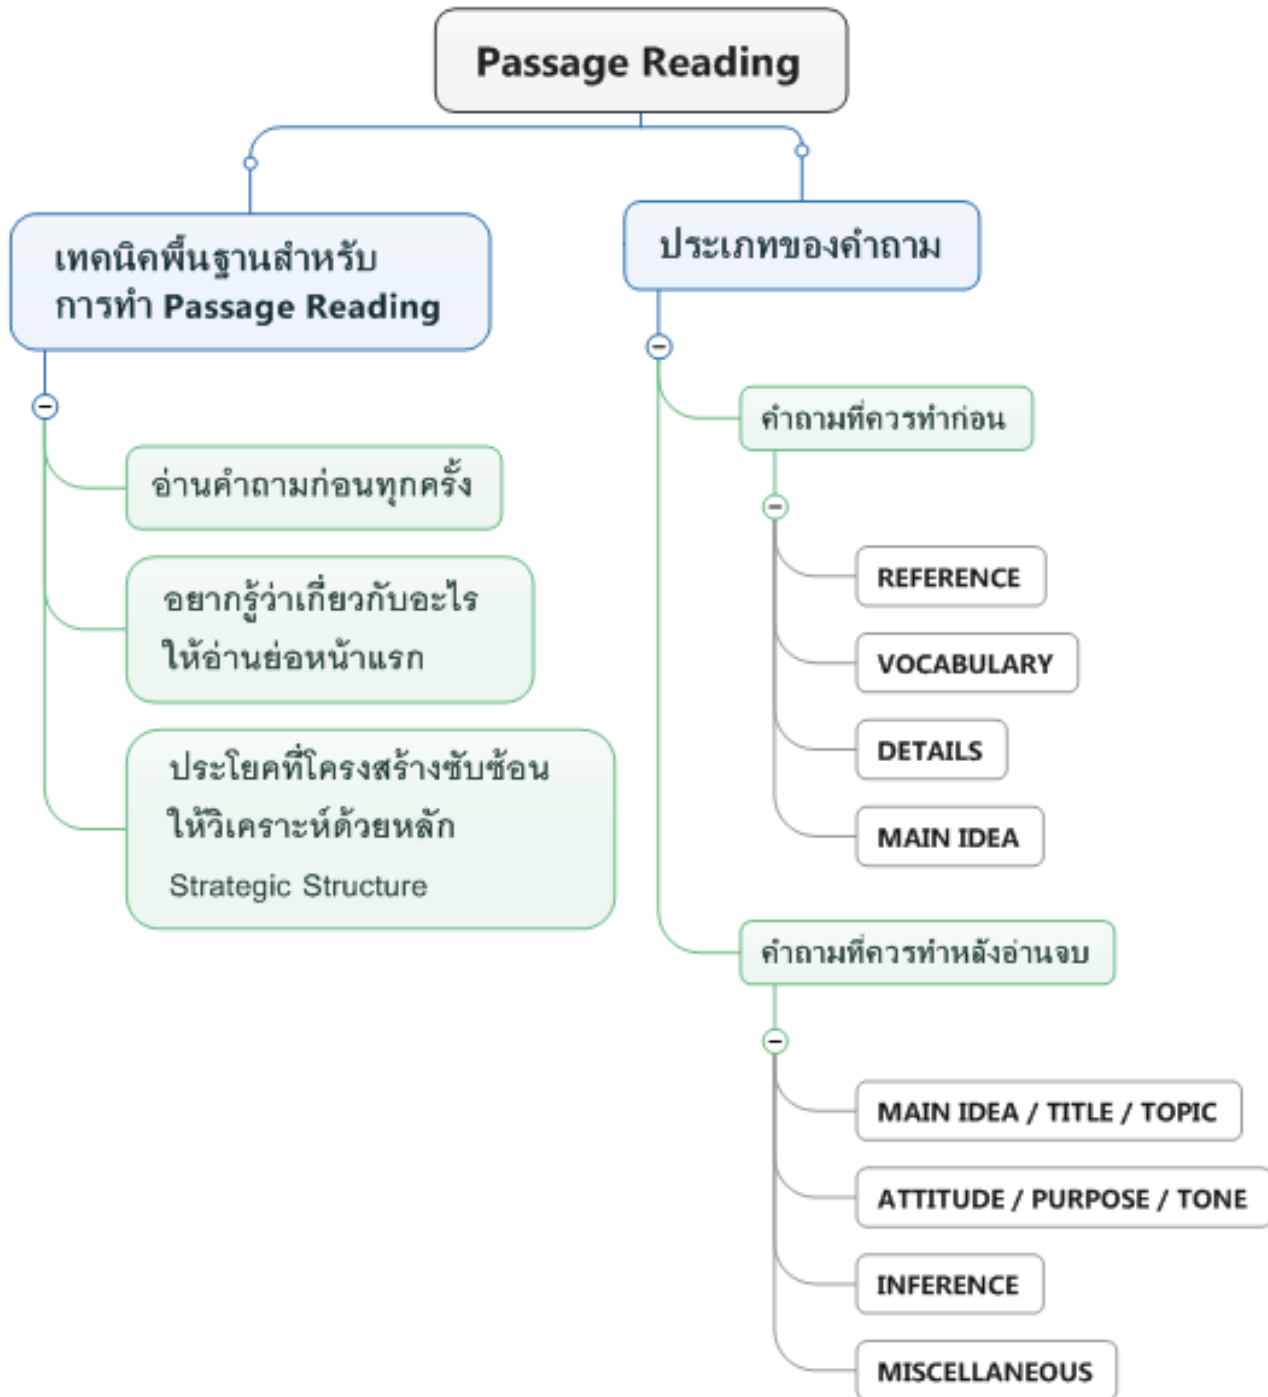 Passage Reading
เทคนิคพื้นฐานสำหรับ
การทำ Passage Reading
อ่านคำถามก่อนทุกครั้ง
อยากรู้ว่าเกี่ยวกับอะไร
ให้อ่านย่อหน้าแรก
ประโยคที่โครงสร้างซับซ้อน
ให้วิเคราะห์ด้วยหลัก
Strategic Structure
ประเภทของคำถาม
คำถามที่ควรทำก่อน
REFERENCE
VOCABULARY
DETAILS
MAIN IDEA
คำถามที่ควรทำหลังอ่านจบ
MAIN IDEA / TITLE / TOPIC
ATTITUDE / PURPOSE / TONE
INFERENCE
MISCELLANEOUS